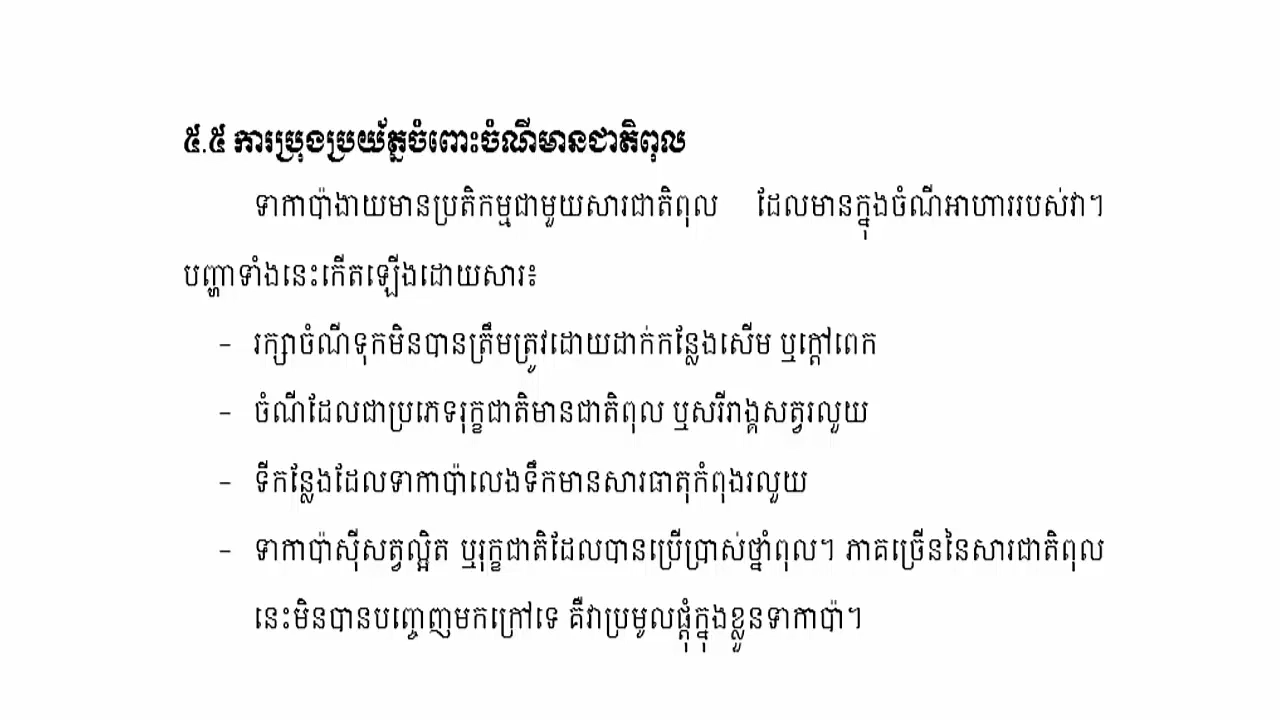 ៥.៥ ការប្រុងប្រយ័ត្នចំពោះចំណីមានជាតិពុល
ទាកាប៉ាងាយមានប្រតិកម្មជាមួយសារជាតិពុល ដែលមានក្នុងចំណីអាហាររបស់វា។
បញ្ហាទាំងនេះកើតឡើងដោយសារ៖
- រក្សាចំណីទុកមិនបានត្រឹមត្រូវដោយដាក់កន្លែងសើម ឬក្ដៅពេក
- ចំណីដែលជាប្រភេទរុក្ខជាតិមានជាតិពុល ឬសរីរាង្គសត្វរលួយ
- ទីកន្លែងដែលទាកាប៉ាលេងទឹកមានសារធាតុកំពុងរលួយ
- ទាកាប៉ាស៊ីសត្វល្អិត ឬរុក្ខជាតិដែលបានប្រើប្រាស់ថ្នាំពុល។ ភាគច្រើននៃសារជាតិពុល
នេះមិនបានបញ្ចេញមកក្រៅទេ គឺវាប្រមូលផ្ដុំក្នុងខ្លួនទាកាប៉ា។